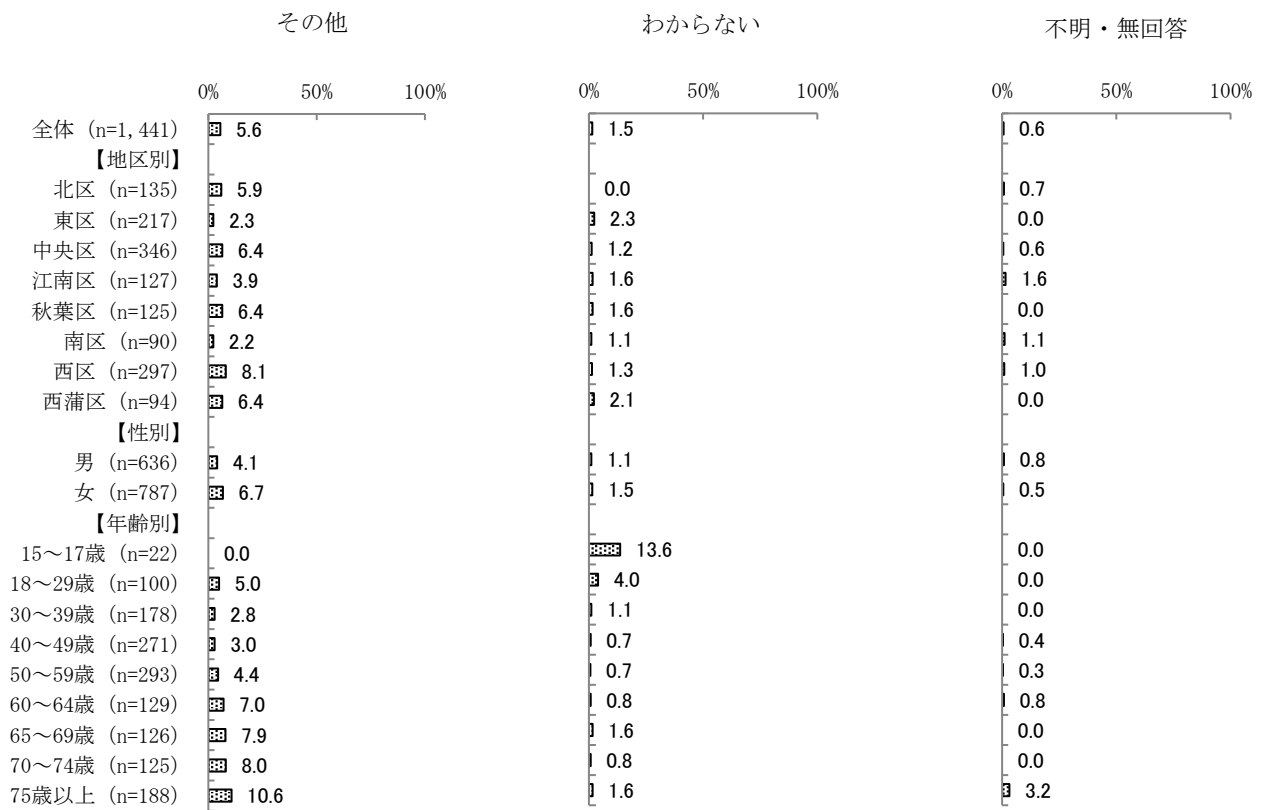 その他 わからない 不明・無回答
0% 50% 100% 0% 50% 100% 0% 50% 100%
全体 (n=1,441) 5.6 1.5 0.6
【地区別】
北区 (n=135) 5.9 0.0 0.7
東区 (n=217) 2.3 2.3 0.0
中央区 (n=346) 6.4 1.2 0.6
江南区 (n=127) 3.9 1.6 1.6
秋葉区 (n=125) 6.4 1.6 0.0
南区 (n=90) 2.2 1.1 1.1
西区 (n=297) 8.1 1.3 1.0
西蒲区 (n=94) 6.4 2.1 0.0
【性別】
男 (n=636) 4.1 1.1 0.8
女 (n=787) 6.7 1.5 0.5
【年齢別】
15～17歳 (n=22) 0.0 13.6 0.0
18～29歳 (n=100) 5.0 4.0 0.0
30～39歳 (n=178) 2.8 1.1 0.0
40～49歳 (n=271) 3.0 0.7 0.4
50～59歳 (n=293) 4.4 0.7 0.3
60～64歳 (n=129) 7.0 0.8 0.8
65～69歳 (n=126) 7.9 1.6 0.0
70～74歳 (n=125) 8.0 0.8 0.0
75歳以上 (n=188) 10.6 1.6 3.2